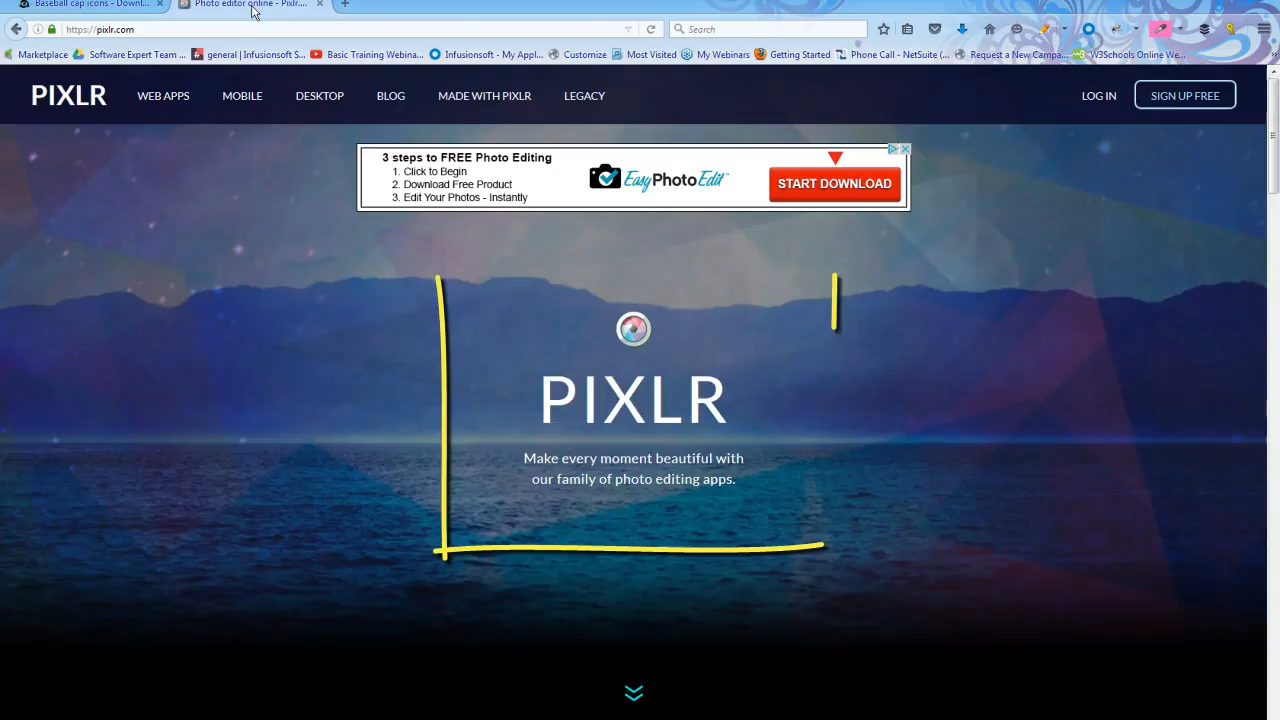 Baseball cap icons - Downl...
Photo editor online - Pixlr...
https://pixlr.com
Search
Marketplace
Software Expert Team ...
general | Infusionsoft S...
Basic Training Webina...
Infusionsoft - My Appl...
Customize
Most Visited
My Webinars
Getting Started
Phone Call - NetSuite (...
Request a New Campa...
W3Schools Online We...
PIXLR
WEB APPS
MOBILE
DESKTOP
BLOG
MADE WITH PIXLR
LEGACY
LOG IN
SIGN UP FREE
3 steps to FREE Photo Editing
1. Click to Begin
2. Download Free Product
3. Edit Your Photos - Instantly
EasyPhotoEdit™
START DOWNLOAD
PIXLR
Make every moment beautiful with
our family of photo editing apps.